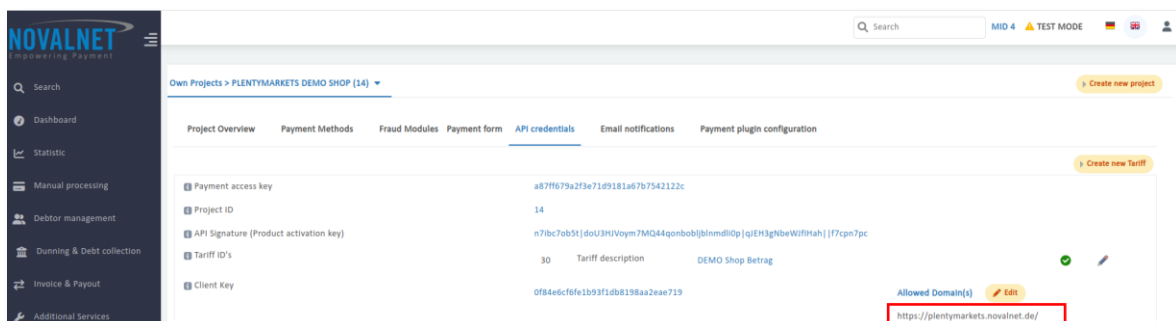 NOVALNET
Empowering Payment
Search
MID 4
TEST MODE
Search
Dashboard
Statistic
Manual processing
Debtor management
Dunning & Debt collection
Invoice & Payout
Additional Services
Own Projects > PLENTYMARKETS DEMO SHOP (14)
Create new project
Project Overview
Payment Methods
Fraud Modules
Payment form
API credentials
Email notifications
Payment plugin configuration
Create new Tariff
Payment access key
a87ff679a2f3e71d9181a67b7542122c
Project ID
14
API Signature (Product activation key)
n7ibc7ob5t|doU3HJVoym7MQ44qonbobljblnmdli0p|qJEH3gNbeWJflHah||f7cpn7pc
Tariff ID's
30
Tariff description
DEMO Shop Betrag
Client Key
0f84e6cf6fe1b93f1db8198aa2eae719
Allowed Domain(s)
Edit
https://plentymarkets.novalnet.de/